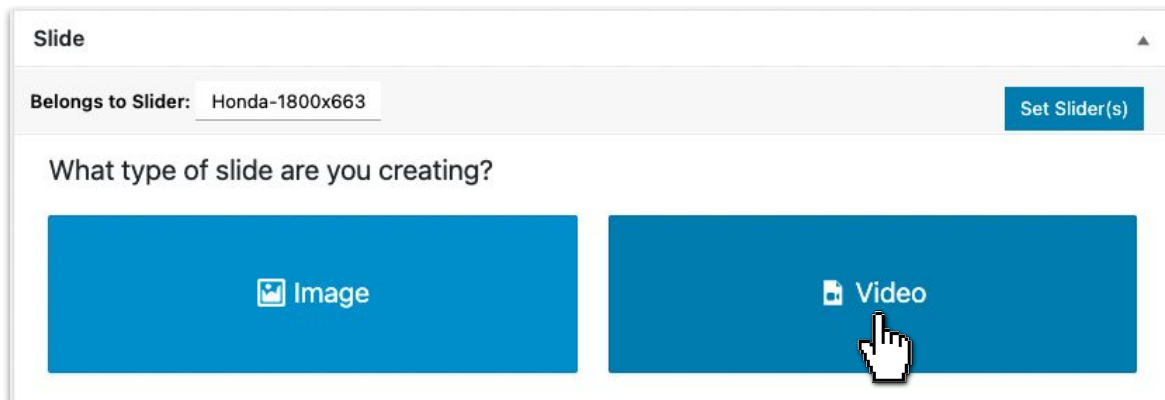 Slide
Belongs to Slider: Honda-1800x663
Set Slider(s)
What type of slide are you creating?
Image
Video